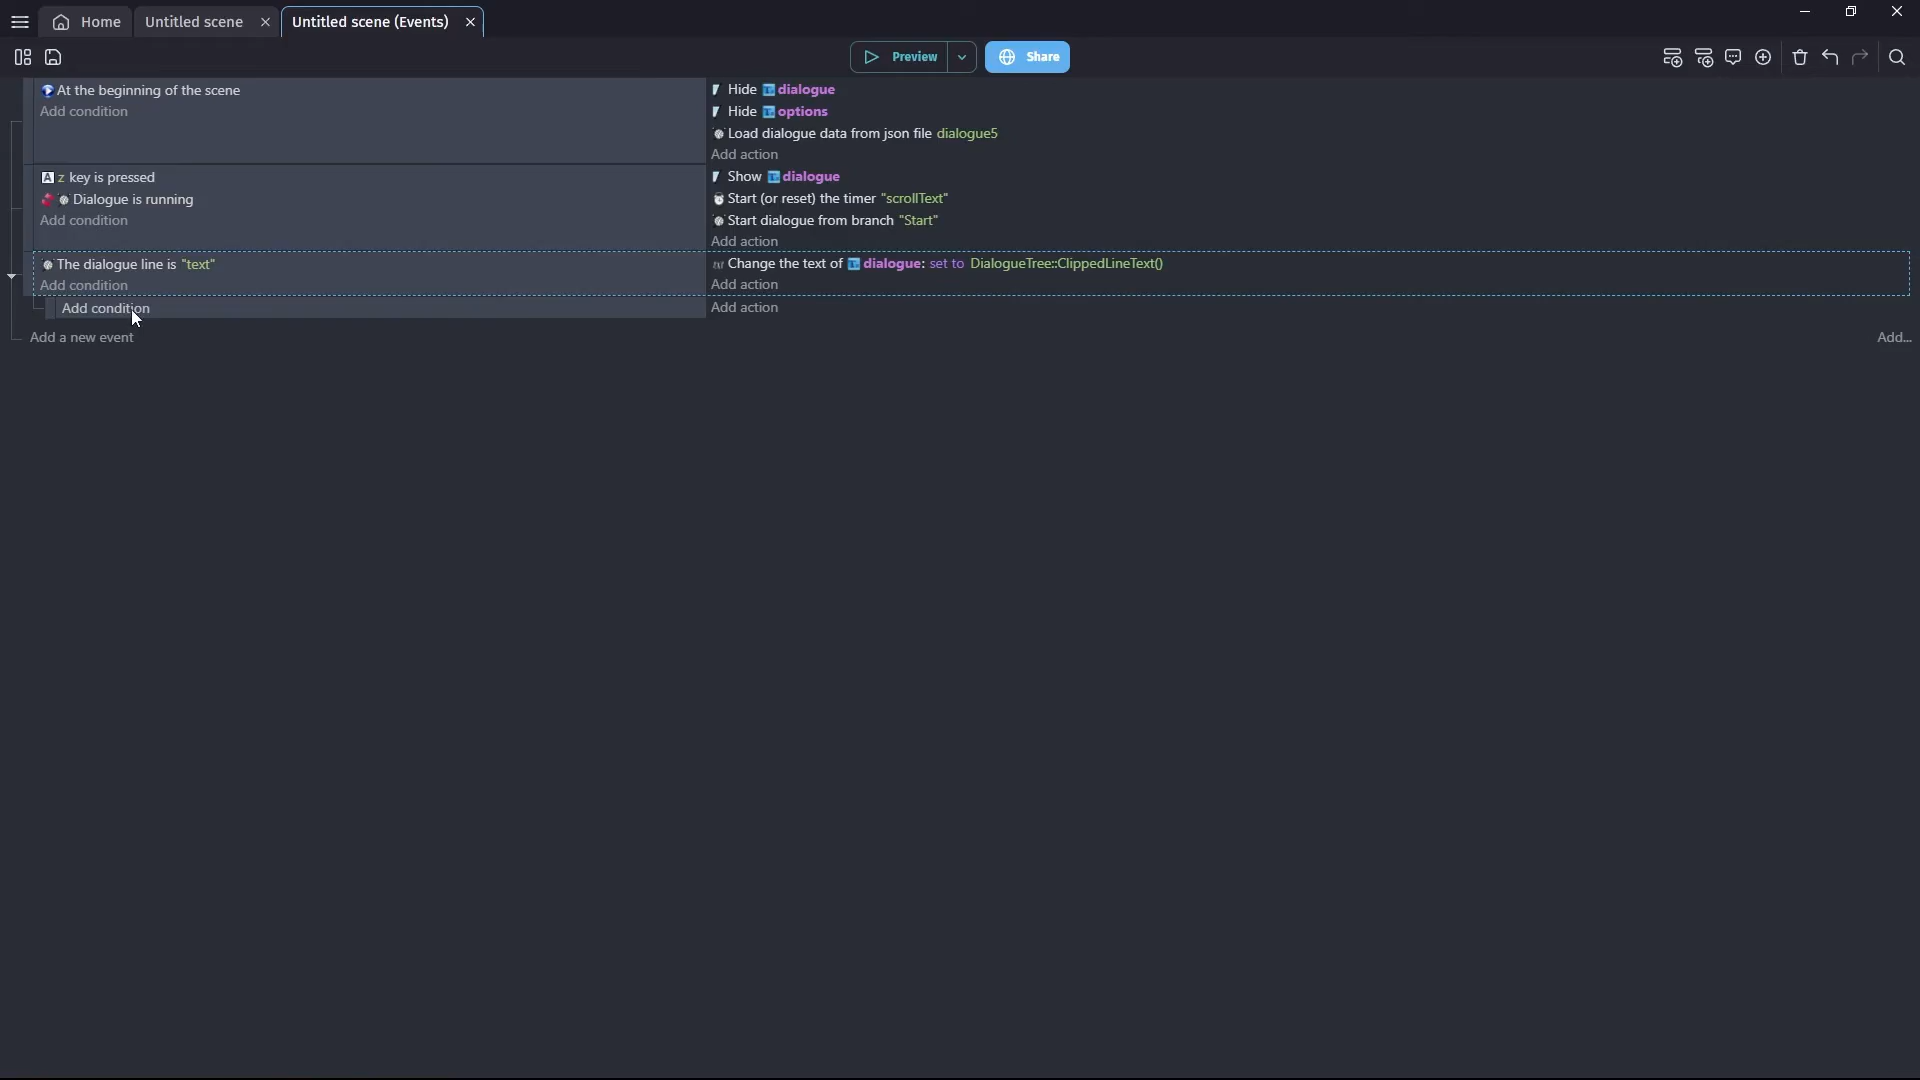 Home
Untitled scene
Untitled scene (Events)
Preview
Share
At the beginning of the scene
Add condition
Hide dialogue
Hide options
Load dialogue data from json file dialogue5
Add action
z key is pressed
Dialogue is running
Add condition
Show dialogue
Start (or reset) the timer "scrollText"
Start dialogue from branch "Start"
Add action
The dialogue line is "text"
Add condition
Change the text of dialogue: set to DialogueTree::ClippedLineText()
Add action
Add condition
Add action
Add a new event
Add...